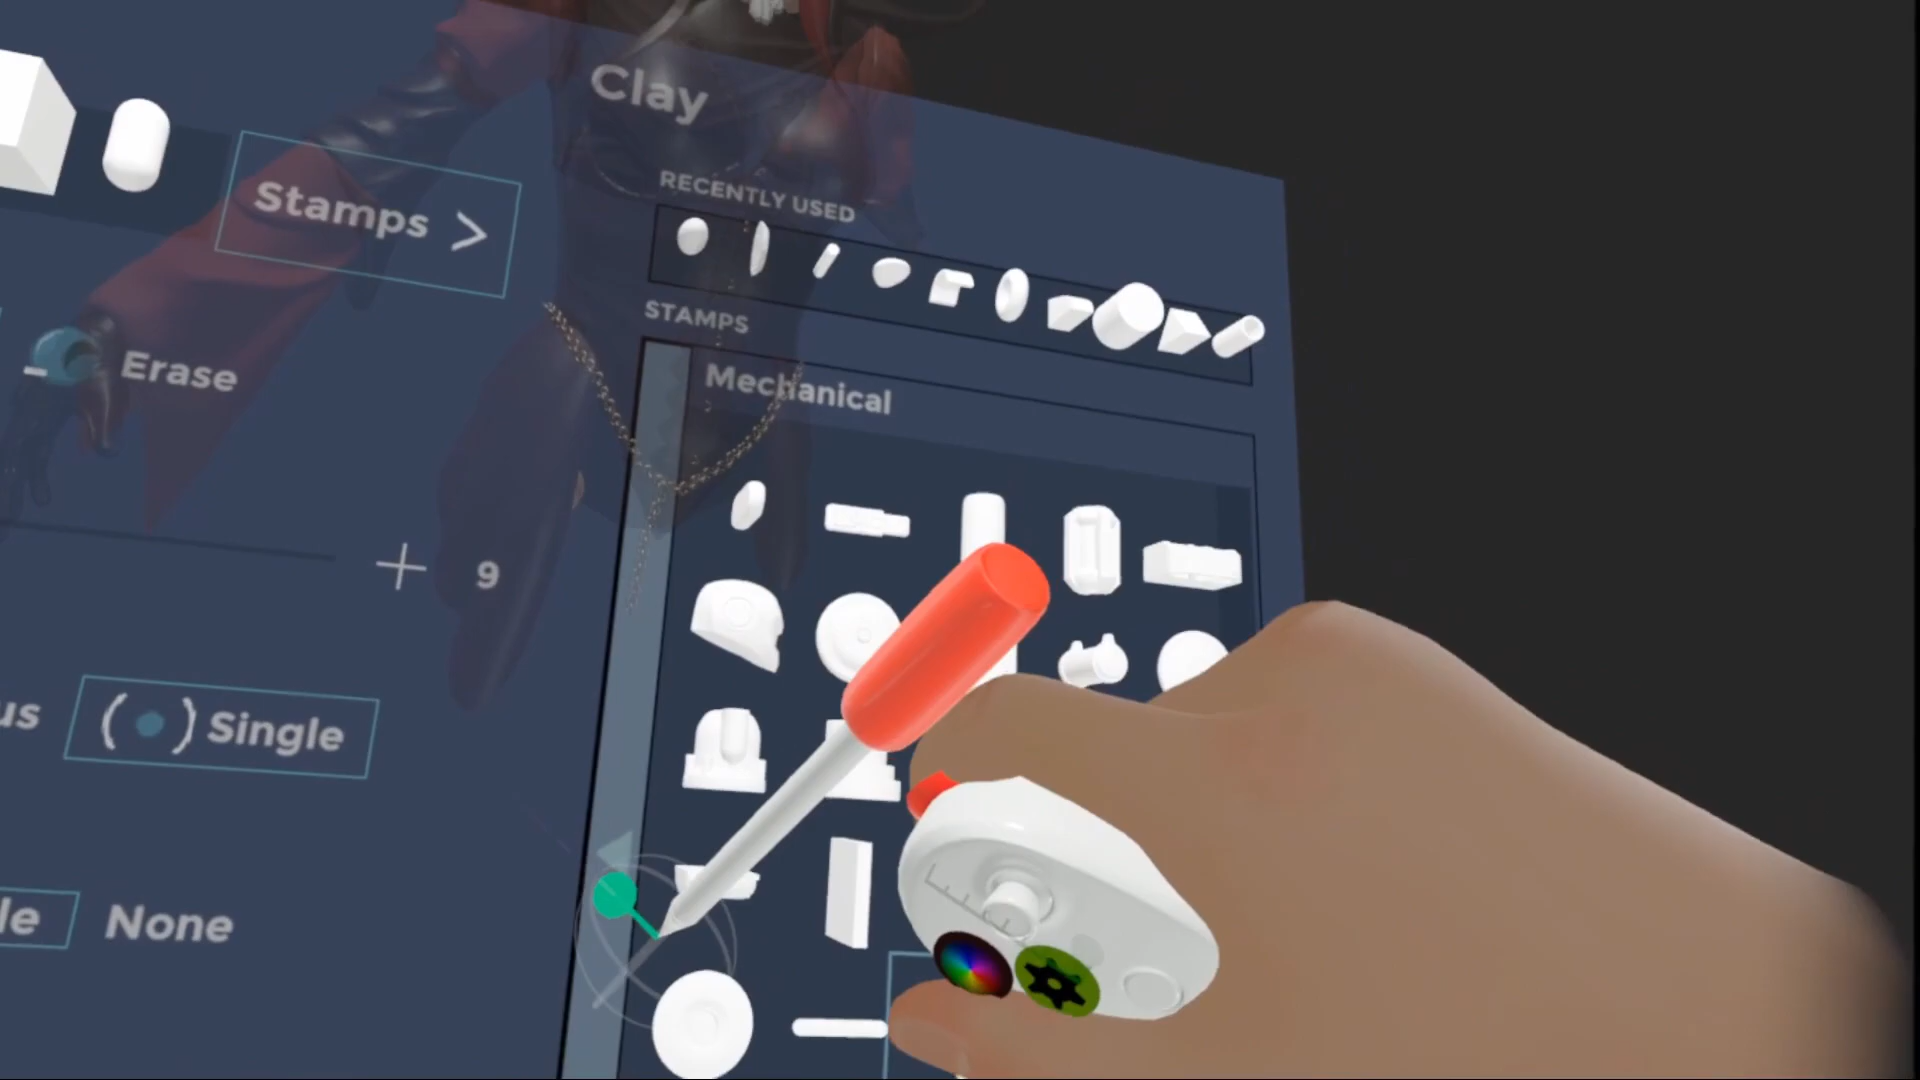 Clay
RECENTLY USED
Stamps >
STAMPS
Erase
Mechanical
+ 9
us
( ) Single
le
None